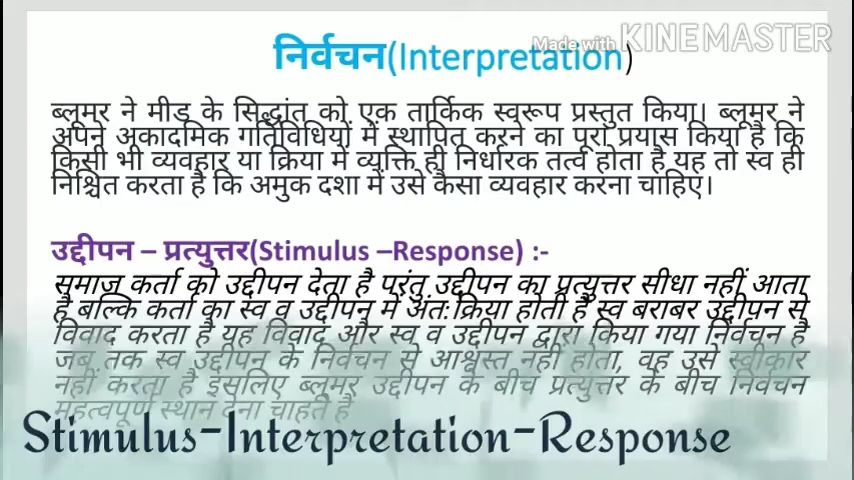 Made with KINEMASTER
निर्वचन(Interpretation)
ब्लूमर ने मीड के सिद्धांत को एक तार्किक स्वरूप प्रस्तुत किया। ब्लूमर ने
अपने अकादमिक गतिविधियों में स्थापित करने का पूरा प्रयास किया है कि
किसी भी व्यवहार या क्रिया में व्यक्ति ही निर्धारक तत्व होता है यह तो स्व ही
निश्चित करता है कि अमुक दशा में उसे कैसा व्यवहार करना चाहिए।
उद्दीपन – प्रत्युत्तर(Stimulus –Response) :-
समाज कर्ता को उद्दीपन देता है परंतु उद्दीपन का प्रत्युत्तर सीधा नहीं आता
है बल्कि कर्ता का स्व व उद्दीपन में अंत:क्रिया होती है स्व बराबर उद्दीपन से
विवाद करता है यह विवाद और स्व व उद्दीपन द्वारा किया गया निर्वचन है
जब तक स्व उद्दीपन के निर्वचन से आश्वस्त नहीं होता, वह उसे स्वीकार
नहीं करता है इसलिए ब्लूमर उद्दीपन के बीच प्रत्युत्तर के बीच निर्वचन
महत्वपूर्ण स्थान देना चाहते है
Stimulus-Interpretation-Response